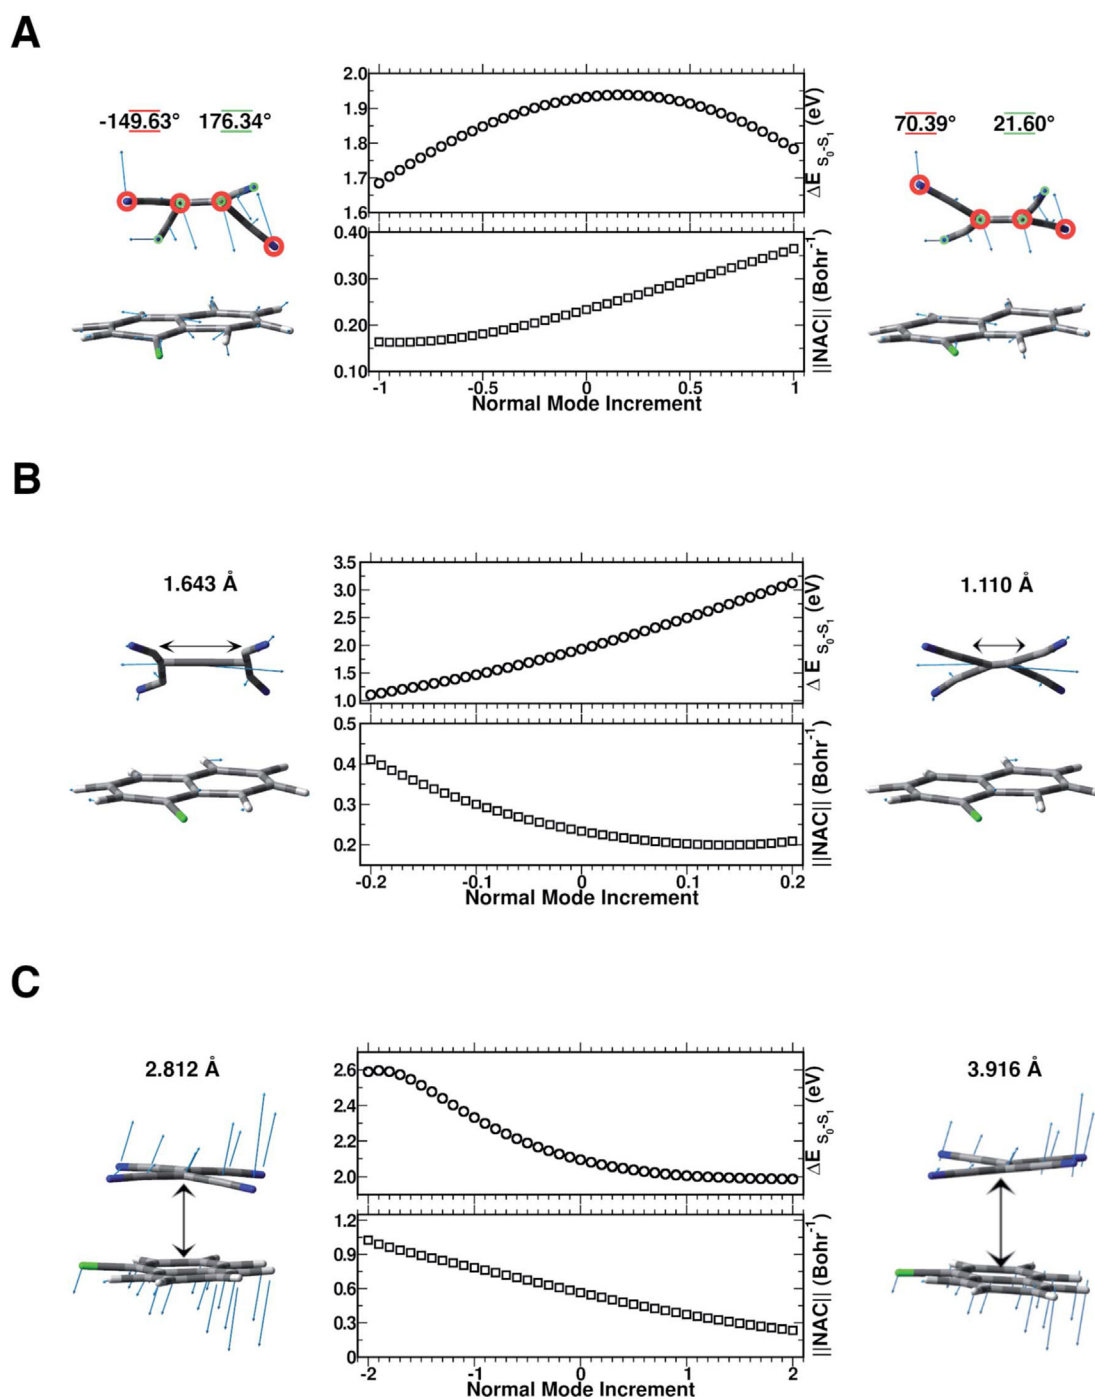 A
-149.63° 176.34°
2.0
1.9
1.8
1.7
1.6
ΔE S0-S1 (eV)
0.40
0.30
0.20
0.10
||NAC|| (Bohr-1)
-1 -0.5 0 0.5 1
Normal Mode Increment
70.39° 21.60°
B
1.643 Å
3.5
3.0
2.5
2.0
1.5
1.0
ΔE S0-S1 (eV)
0.5
0.4
0.3
0.2
||NAC|| (Bohr-1)
-0.2 -0.1 0 0.1 0.2
Normal Mode Increment
1.110 Å
C
2.812 Å
2.6
2.4
2.2
2.0
ΔE S0-S1 (eV)
1.2
0.9
0.6
0.3
0
||NAC|| (Bohr-1)
-2 -1 0 1 2
Normal Mode Increment
3.916 Å